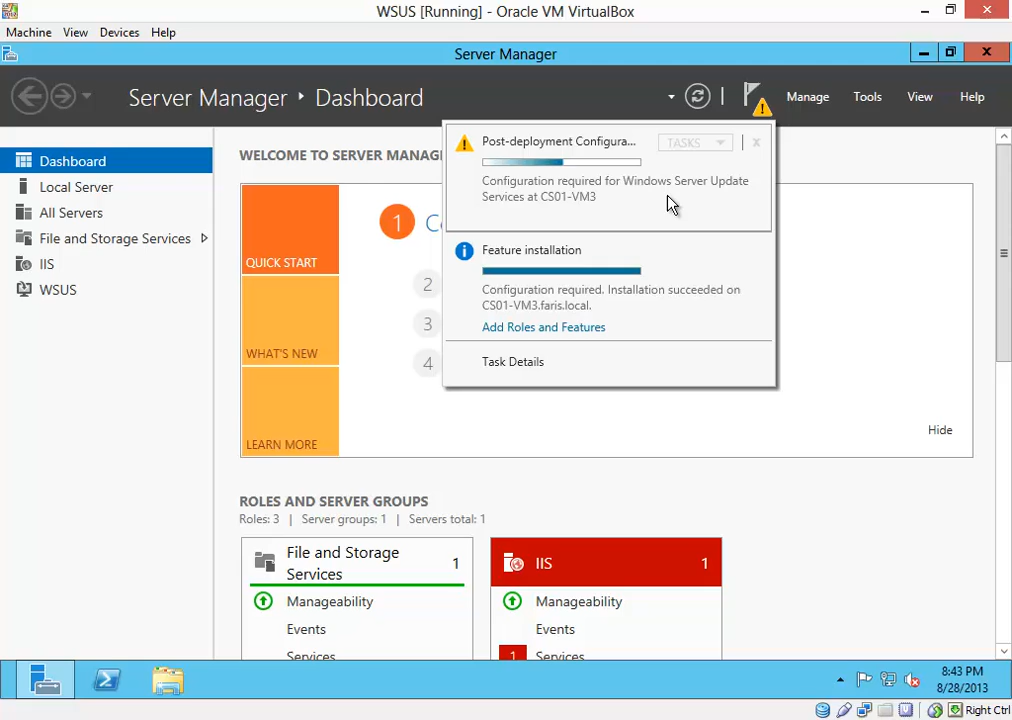 WSUS [Running] - Oracle VM VirtualBox
Machine View Devices Help
Server Manager
Server Manager • Dashboard
Manage Tools View Help
Dashboard
Local Server
All Servers
File and Storage Services
IIS
WSUS
WELCOME TO SERVER MANAG
QUICK START
WHAT'S NEW
LEARN MORE
1
2
3
4
Post-deployment Configura...
TASKS
Configuration required for Windows Server Update
Services at CS01-VM3
Feature installation
Configuration required. Installation succeeded on
CS01-VM3.faris.local.
Add Roles and Features
Task Details
Hide
ROLES AND SERVER GROUPS
Roles: 3 | Server groups: 1 | Servers total: 1
File and Storage
Services
1
Manageability
Events
Services
IIS 1
Manageability
Events
1 Services
8:43 PM
8/28/2013
Right Ctrl